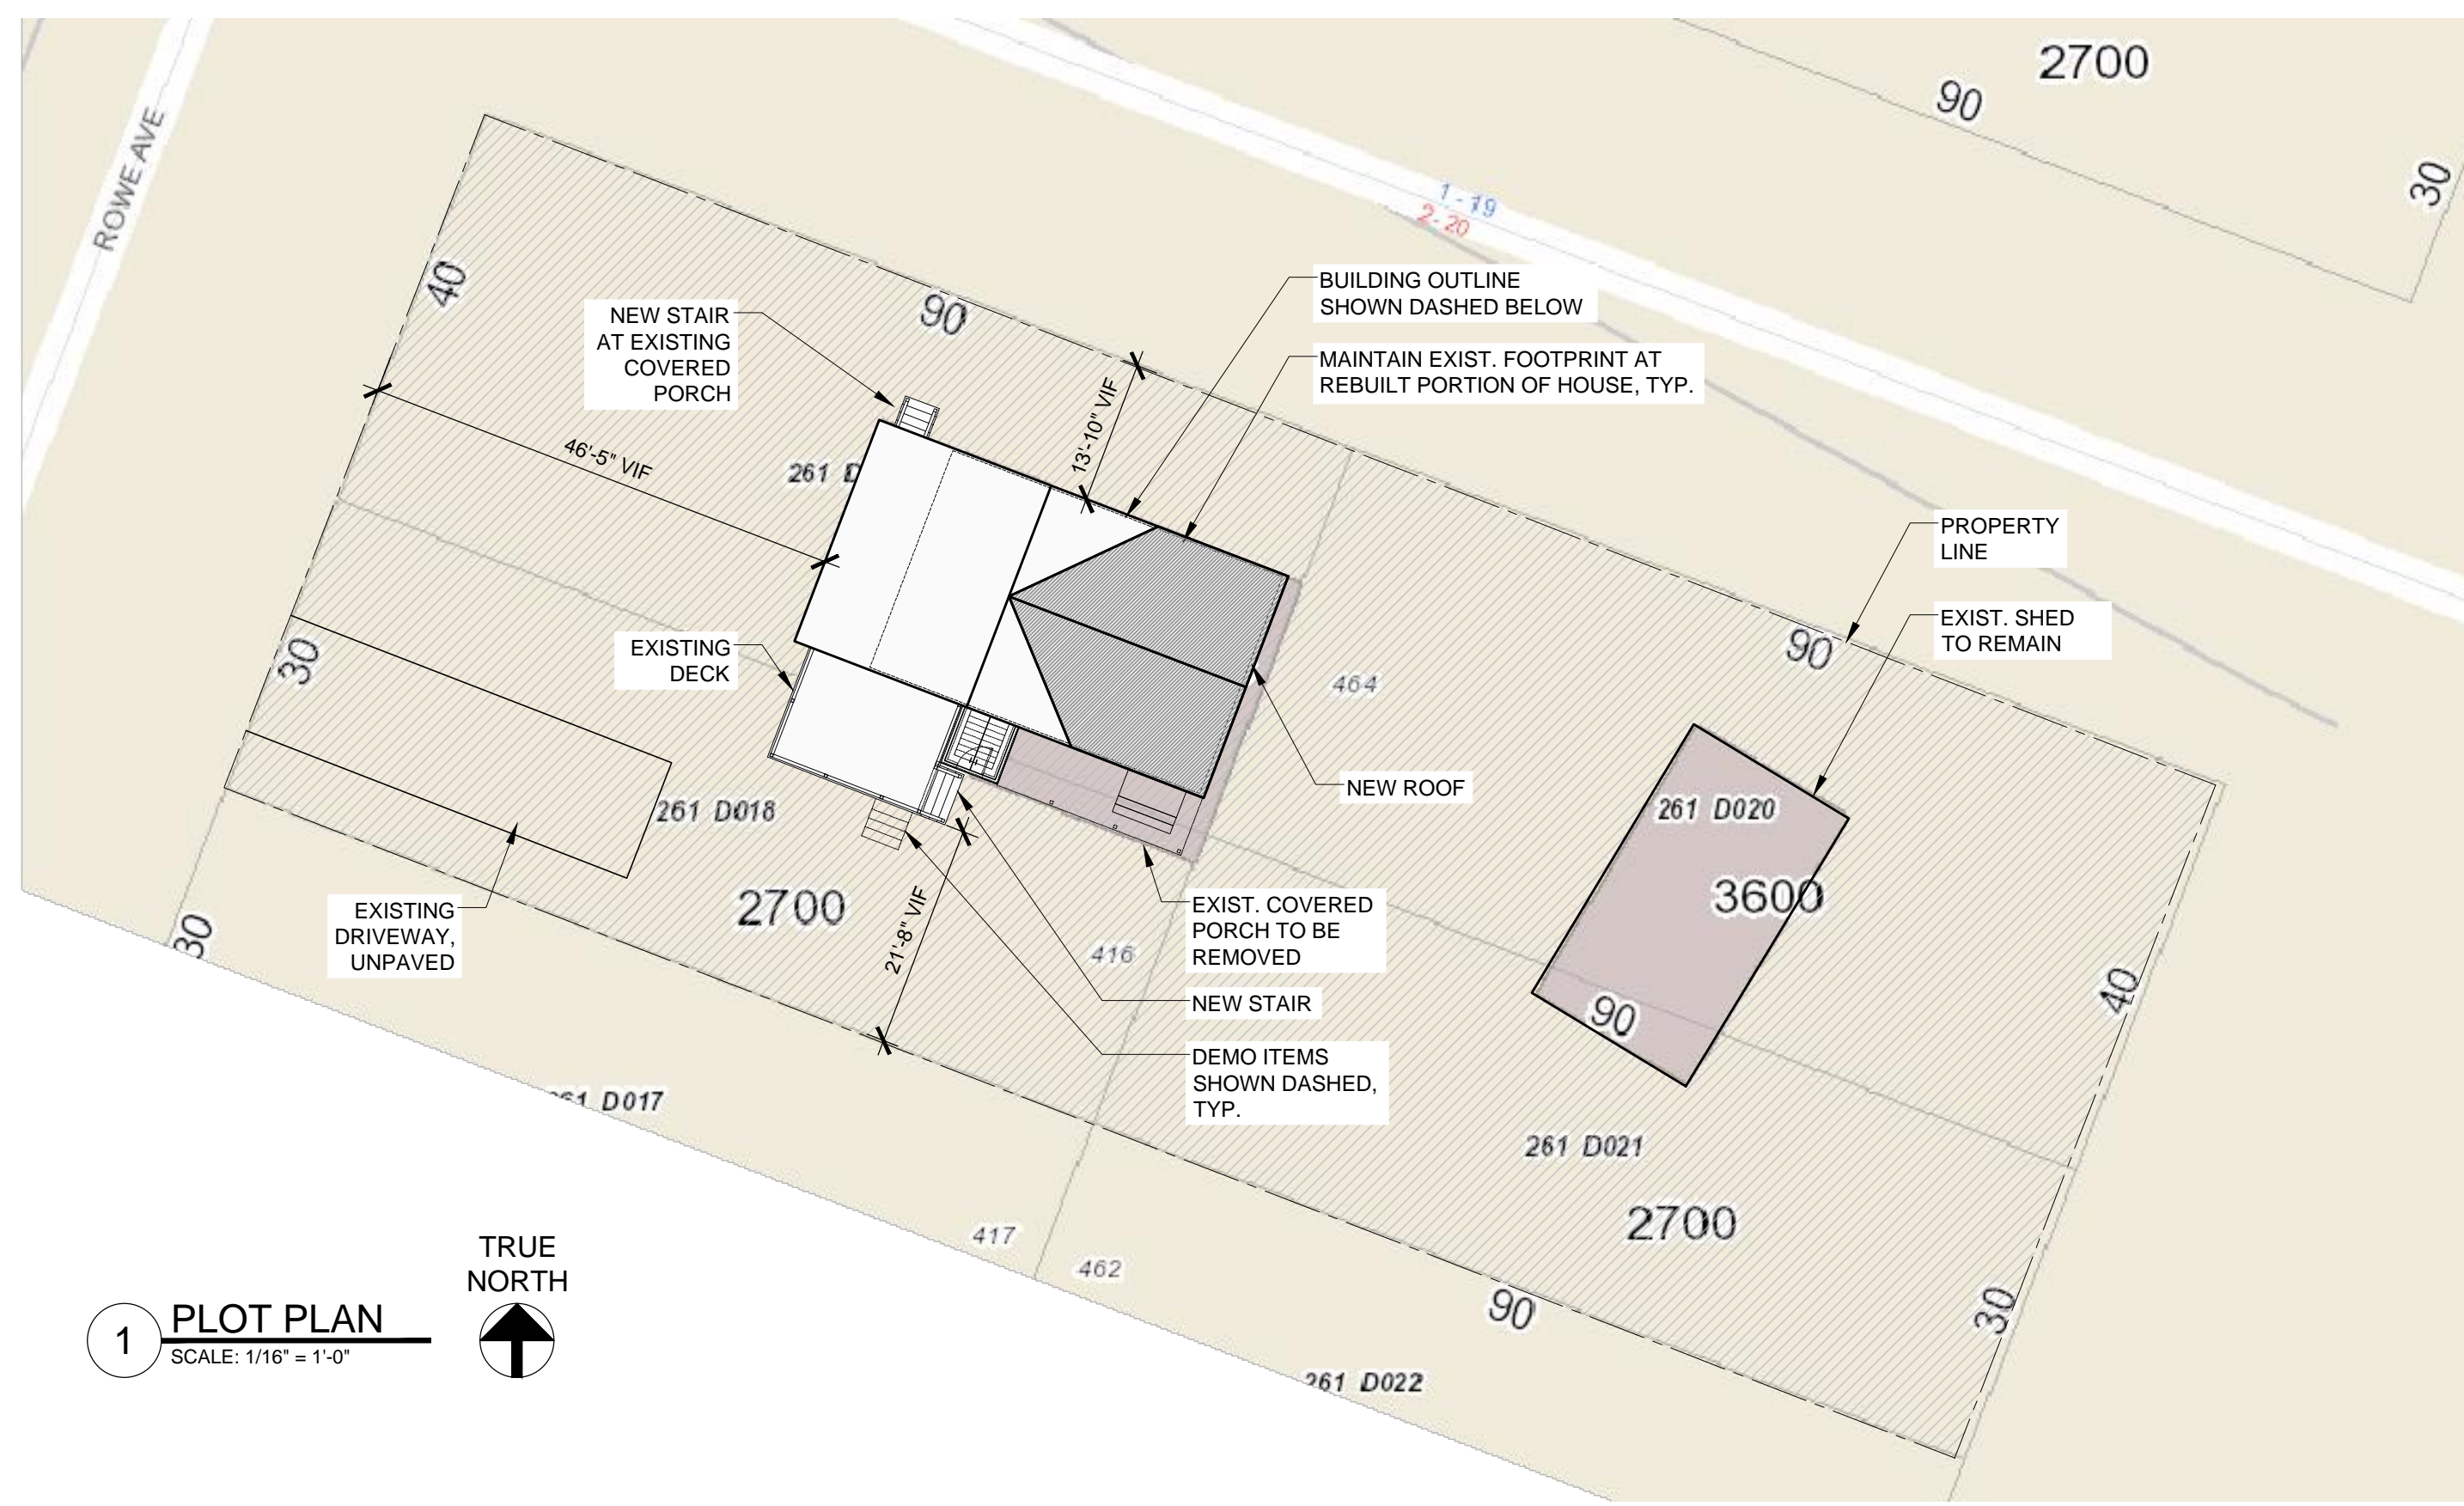 2700
90
30
ROWE AVE
1 - 19
2 - 20
40
90
NEW STAIR
AT EXISTING
COVERED
PORCH
BUILDING OUTLINE
SHOWN DASHED BELOW
MAINTAIN EXIST. FOOTPRINT AT
REBUILT PORTION OF HOUSE, TYP.
46'-5" VIF
13'-10" VIF
261 D
PROPERTY
LINE
EXIST. SHED
TO REMAIN
90
30
EXISTING
DECK
464
NEW ROOF
261 D018
261 D020
3600
2700
EXISTING
DRIVEWAY,
UNPAVED
30
21'-8" VIF
416
EXIST. COVERED
PORCH TO BE
REMOVED
NEW STAIR
DEMO ITEMS
SHOWN DASHED,
TYP.
90
40
D017
261 D021
2700
417
462
90
30
261 D022
TRUE
NORTH
1
PLOT PLAN
SCALE: 1/16" = 1'-0"